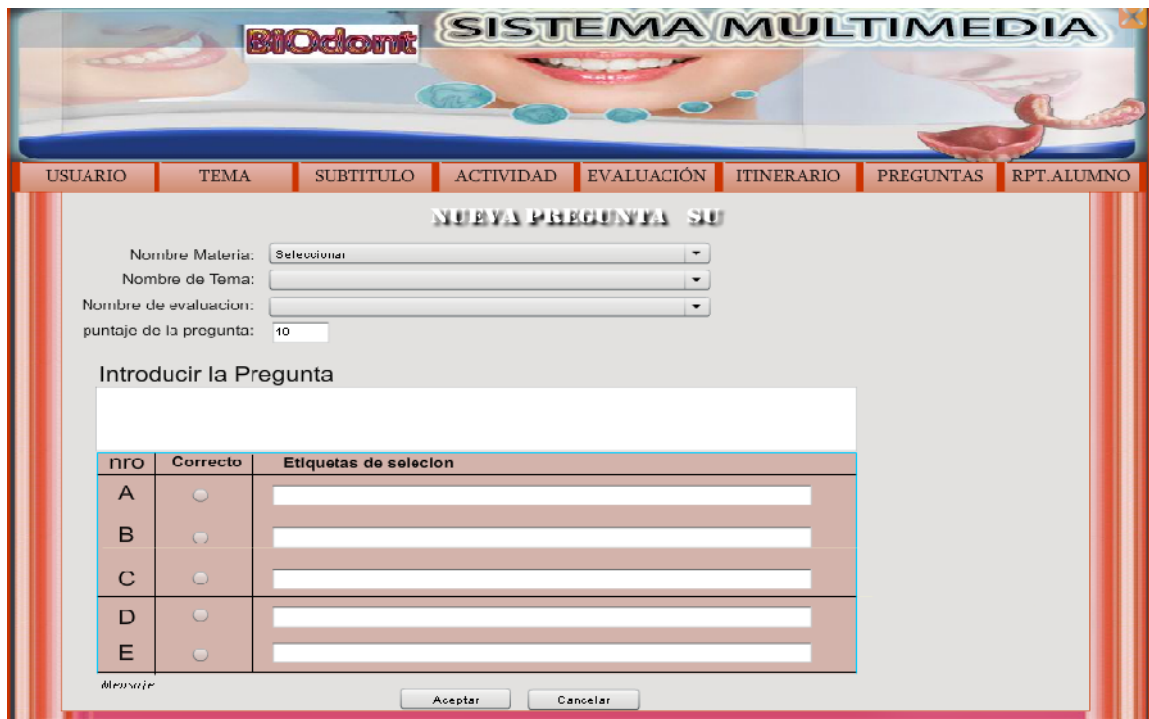 BiOdont SISTEMA MULTIMEDIA X
USUARIO TEMA SUBTITULO ACTIVIDAD EVALUACIÓN ITINERARIO PREGUNTAS RPT.ALUMNO
NUEVA PREGUNTA SU
Nombre Materia: Seleccionar
Nombre de Tema:
Nombre de evaluacion:
puntaje de la pregunta: 10
Introducir la Pregunta
nro Correcto Etiquetas de selecion
A
B
C
D
E
Mensaje
Aceptar Cancelar